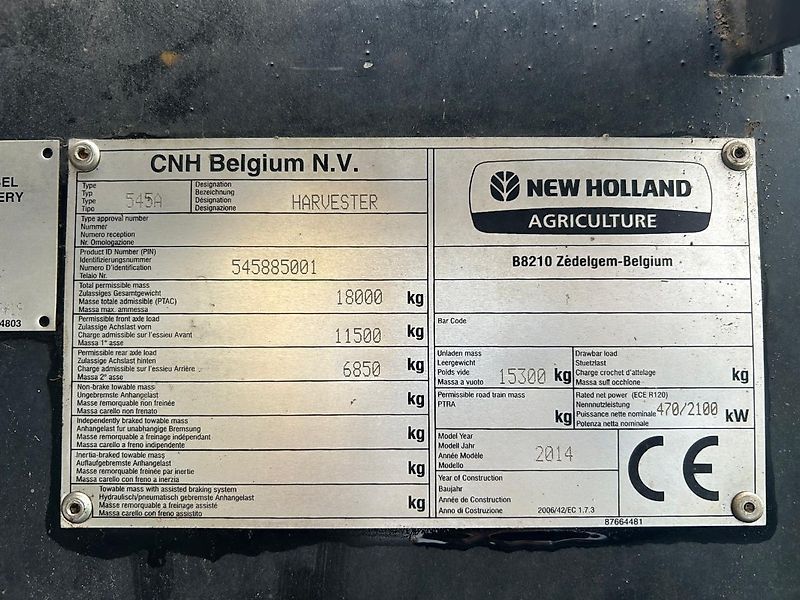 CNH Belgium N.V.
Type
Typ
Type
Tipo
545A
Designation
Bezeichnung
Désignation
Designazione
HARVESTER
Type approval number
Nummer
Numero reception
Nr. Omologazione
Product ID Number (PIN)
Identifizierungsnummer
Numero D'identification
Telaio Nr.
545885001
Total permissible mass
Zulassiges Gesamtgewicht
Masse totale admissible (PTAC)
Massa max. ammessa
18000 kg
Permissible front axle load
Zulassige Achslast vorn
Charge admissible sur l'essieu Avant
Massa 1° asse
11500 kg
Permissible rear axle load
Zulassige Achslast hinten
Charge admissible sur l'essieu Arrière
Massa 2° asse
6850 kg
Non-brake towable mass
Ungebremste Anhangelast
Masse remorquable non freinée
Massa carello non frenato
kg
Independently braked towable mass
Anhangelast fur unabhangige Bremsung
Masse remorquable a freinage indépendant
Massa carello a freno indipendente
kg
Inertia-braked towable mass
Auflaufgebremste Anhangelast
Masse remorquable freinée par inertie
Massa carello a freno a inerzia
kg
Towable mass with assisted braking system
Hydraulisch/pneumatisch gebremste Anhangelast
Masse remorquable a freinage assisté
Massa carello con freno assistito
kg
NEW HOLLAND
AGRICULTURE
B8210 Zedelgem-Belgium
Bar Code
Unladen mass
Leergewicht
Poids vide
Massa a vuoto
15300 kg
Drawbar load
Stuetzlast
Charge crochet d'attelage
Massa sull occhione
kg
Permissible road train mass
PTRA
kg
Rated net power (ECE R120)
Nennnutzleistung
Puissance nette nominale
Potenza netta nominale
470/2100 kW
Model Year
Modell Jahr
Année Modèle
Modello
2014
Year of Construction
Baujahr
Année de Construction
Anno di Costruzione
2006/42/EC 1.7.3
CE
87664481
4803